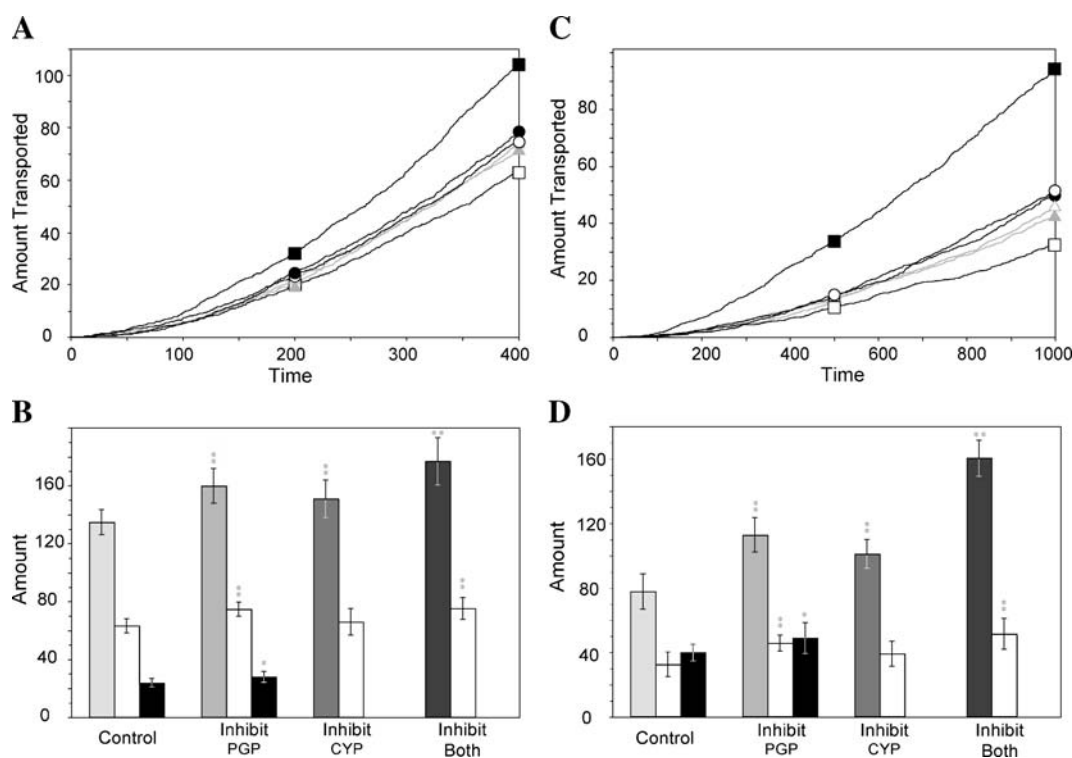 A
Amount Transported
100
80
60
40
20
0
0 100 200 300 400
Time
C
Amount Transported
80
60
40
20
0
0 200 400 600 800 1000
Time
B
Amount
160
120
80
40
0
Control
Inhibit PGP
Inhibit CYP
Inhibit Both
** ** ** **
** **
*
D
Amount
160
120
80
40
0
Control
Inhibit PGP
Inhibit CYP
Inhibit Both
** ** ** **
** * **